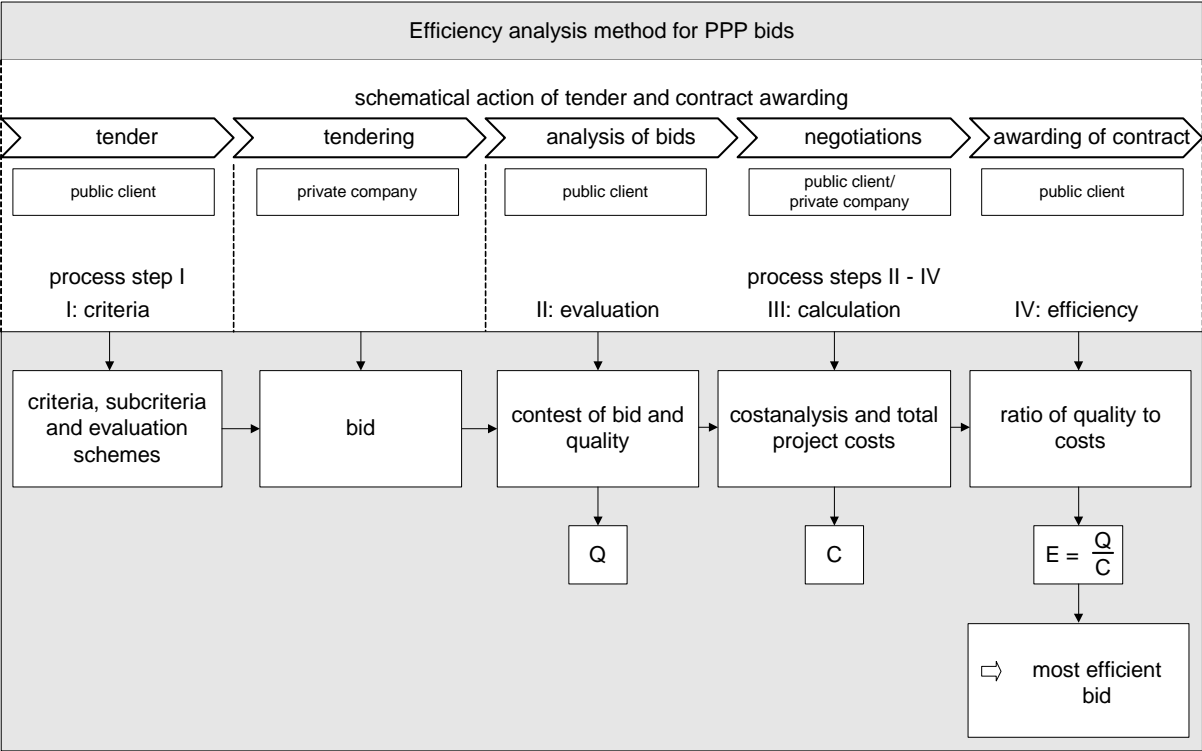 Efficiency analysis method for PPP bids
schematical action of tender and contract awarding
tender
tendering
analysis of bids
negotiations
awarding of contract
public client
private company
public client
public client/
private company
public client
process step I
process steps II - IV
I: criteria
II: evaluation
III: calculation
IV: efficiency
criteria, subcriteria
and evaluation
schemes
bid
contest of bid and
quality
costanalysis and total
project costs
ratio of quality to
costs
Q
C
E = Q
C
⇨ most efficient
bid